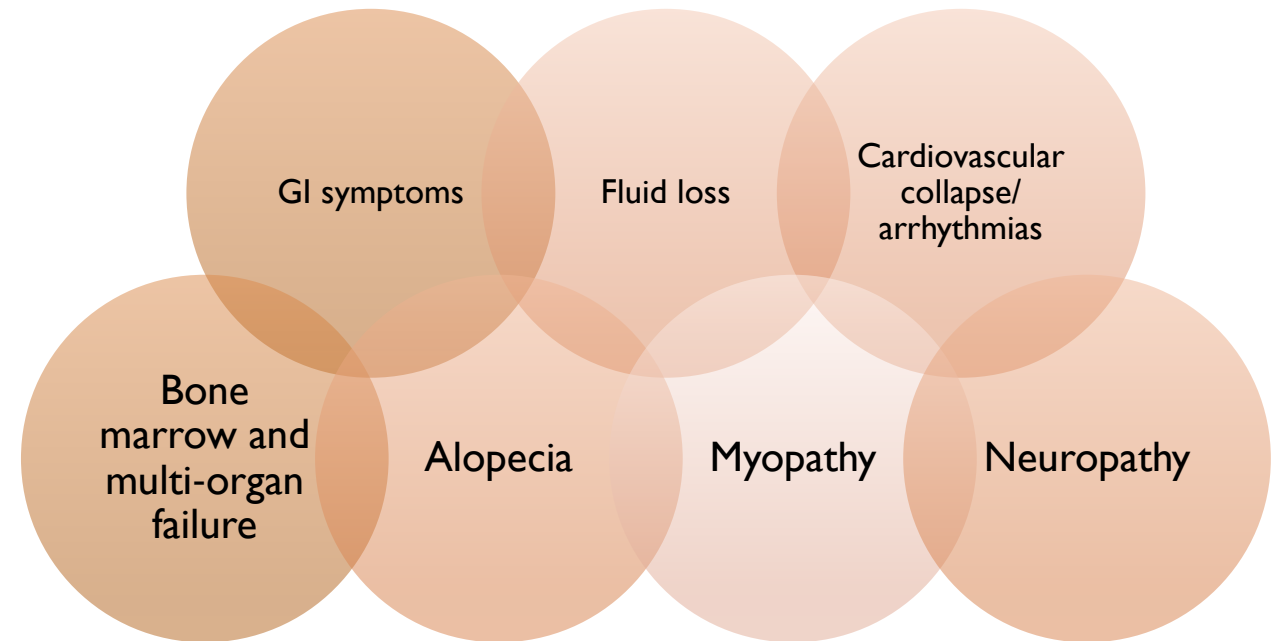 GI symptoms
Fluid loss
Cardiovascular
collapse/
arrhythmias
Bone
marrow and
multi-organ
failure
Alopecia
Myopathy
Neuropathy